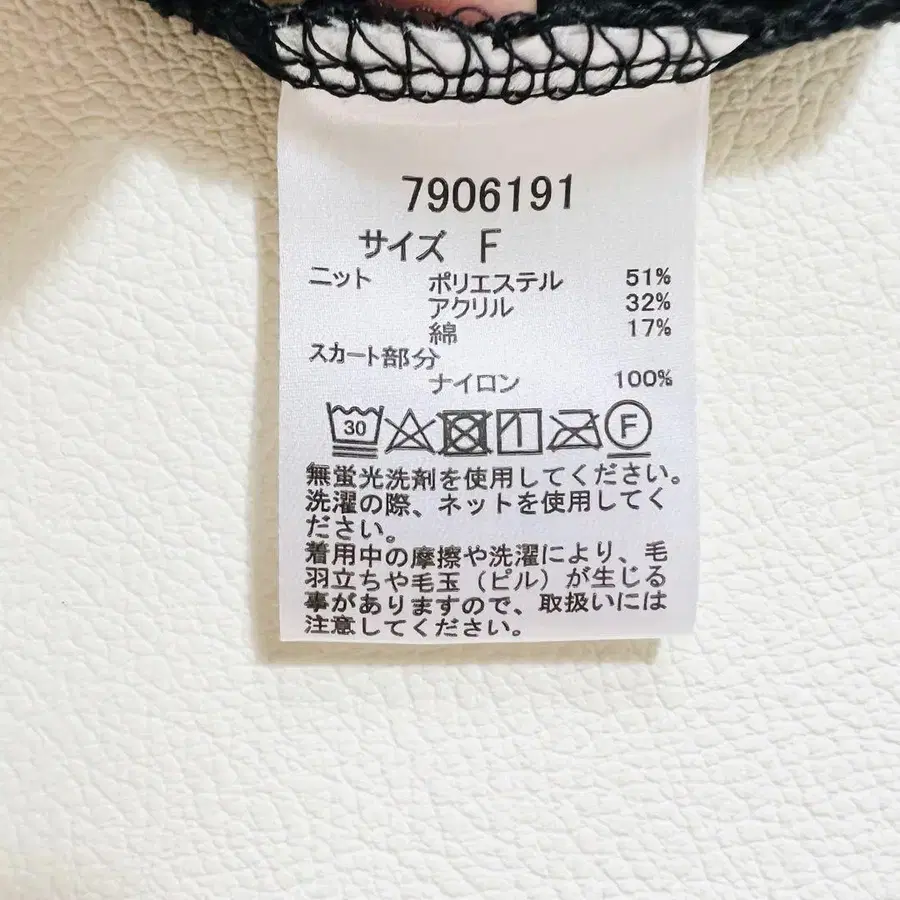 7906191
サイズ F
ニット ポリエステル 51%
アクリル 32%
綿 17%
スカート部分
ナイロン 100%
30 F
無蛍光洗剤を使用してください。
洗濯の際、ネットを使用してく
ださい。
着用中の摩擦や洗濯により、毛
羽立ちや毛玉（ピル）が生じる
事がありますので、取扱いには
注意してください。